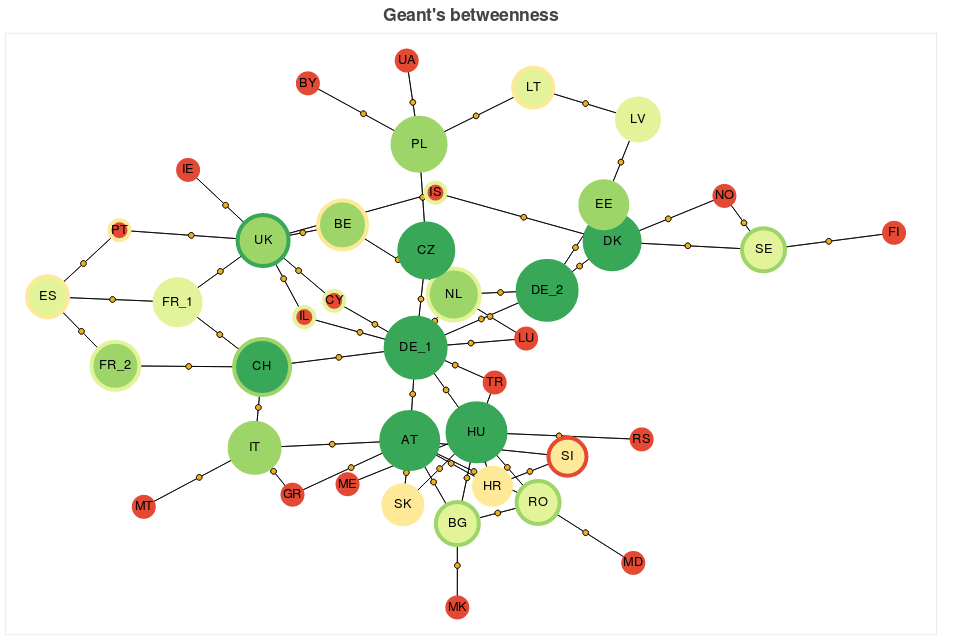 Geant's betweenness
UA
BY
LT
LV
PL
IE
IS
NO
EE
PT
BE
UK
DK
FI
SE
CZ
ES
FR_1
CY
NL
DE_2
IL
LU
DE_1
FR_2
CH
TR
HU
AT
RS
IT
SI
ME
HR
GR
SK
RO
MT
BG
MD
MK